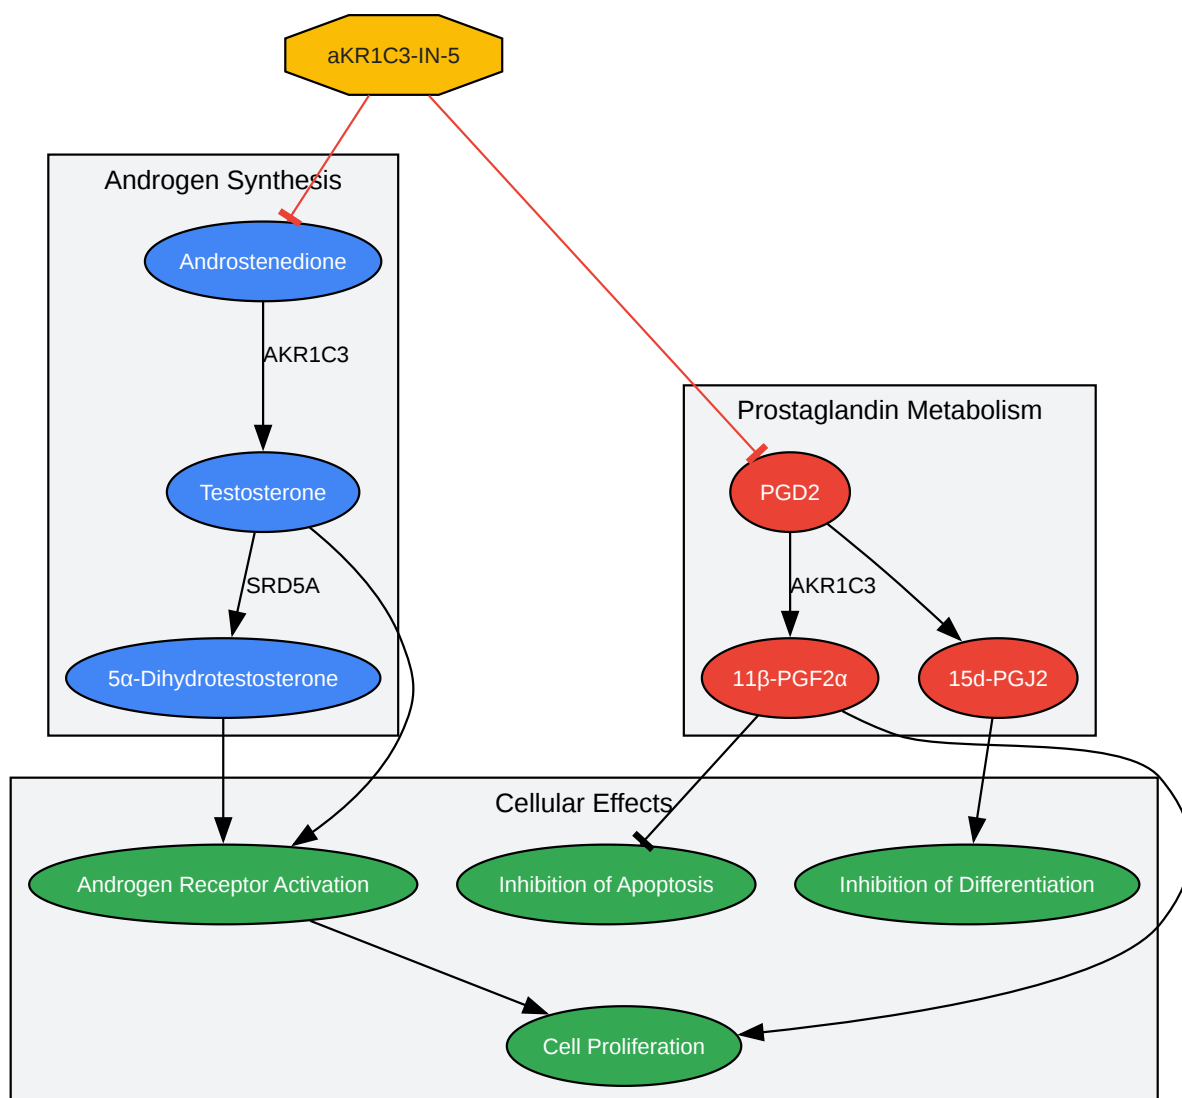 aKR1C3-IN-5
Androgen Synthesis
Androstenedione
AKR1C3
Testosterone
SRD5A
5α-Dihydrotestosterone
Prostaglandin Metabolism
PGD2
AKR1C3
11β-PGF2α
15d-PGJ2
Cellular Effects
Androgen Receptor Activation
Inhibition of Apoptosis
Inhibition of Differentiation
Cell Proliferation